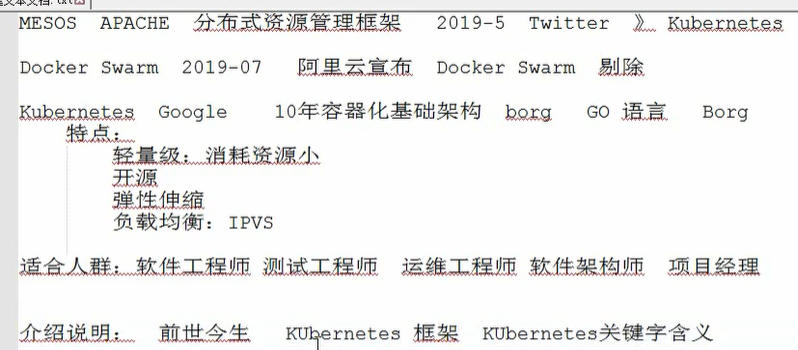 MESOS APACHE 分布式资源管理框架 2019-5 Twitter 》 Kubernetes
Docker Swarm 2019-07 阿里云宣布 Docker Swarm 剔除
Kubernetes Google 10年容器化基础架构 borg GO 语言 Borg
特点：
轻量级：消耗资源小
开源
弹性伸缩
负载均衡：IPVS
适合人群：软件工程师 测试工程师 运维工程师 软件架构师 项目经理
介绍说明： 前世今生 KUbernetes 框架 KUbernetes关键字含义